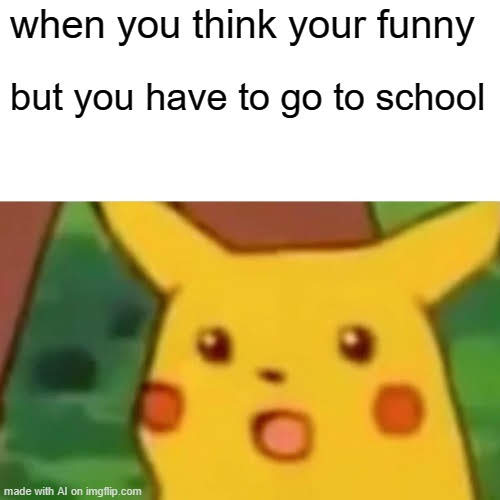 when you think your funny
but you have to go to school
made with AI on imgflip.com